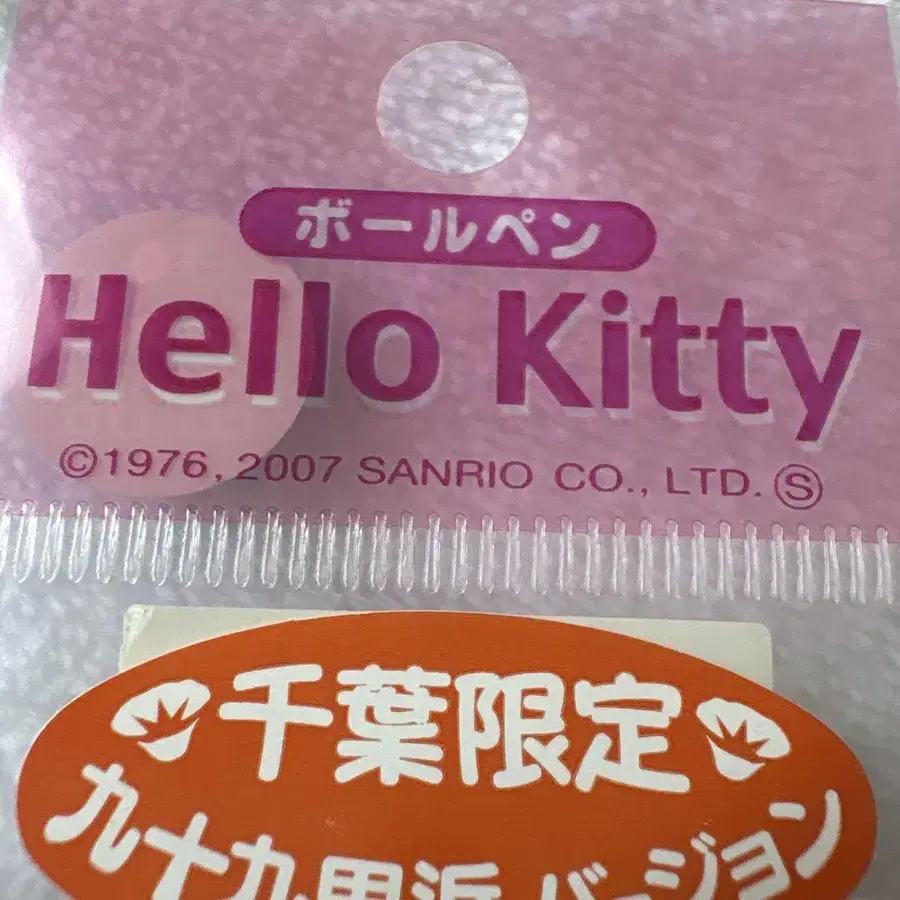 ボールペン
Hello Kitty
©1976, 2007 SANRIO CO., LTD. Ⓢ
千葉限定
九十九里浜バージョン